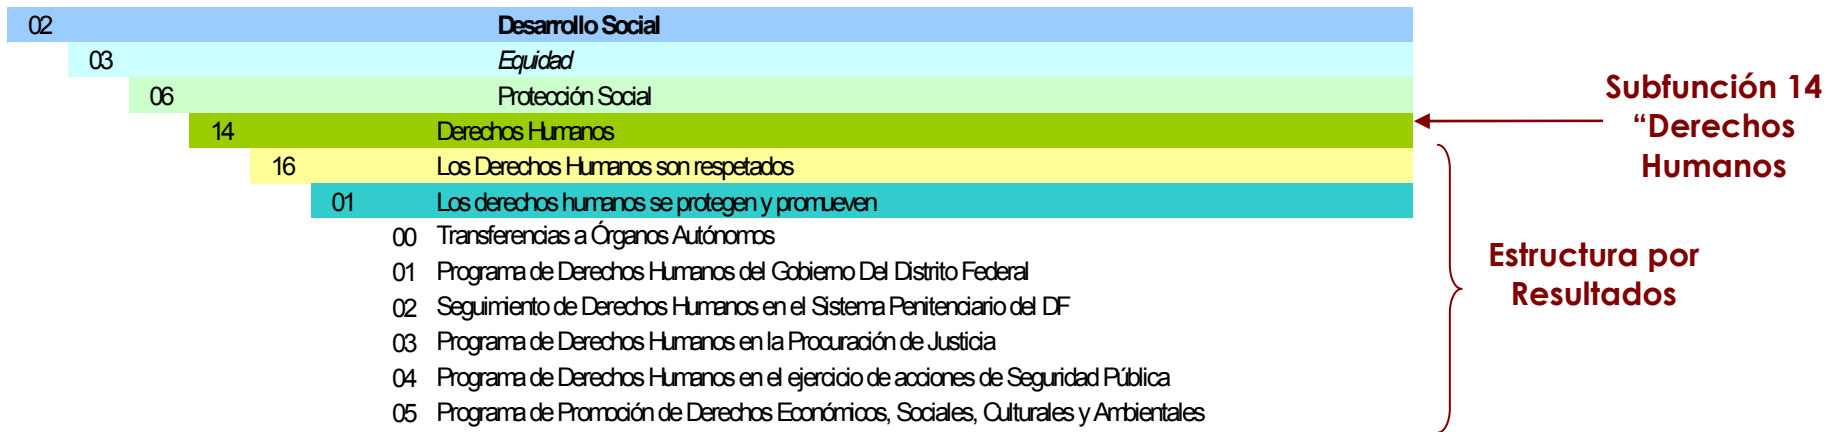 02 Desarrollo Social
03 Equidad
06 Protección Social
14 Derechos Humanos
16 Los Derechos Humanos son respetados
01 Los derechos humanos se protegen y promueven
00 Transferencias a Órganos Autónomos
01 Programa de Derechos Humanos del Gobierno Del Distrito Federal
02 Seguimiento de Derechos Humanos en el Sistema Penitenciario del DF
03 Programa de Derechos Humanos en la Procuración de Justicia
04 Programa de Derechos Humanos en el ejercicio de acciones de Seguridad Pública
05 Programa de Promoción de Derechos Económicos, Sociales, Culturales y Ambientales
Subfunción 14
“Derechos
Humanos
Estructura por
Resultados